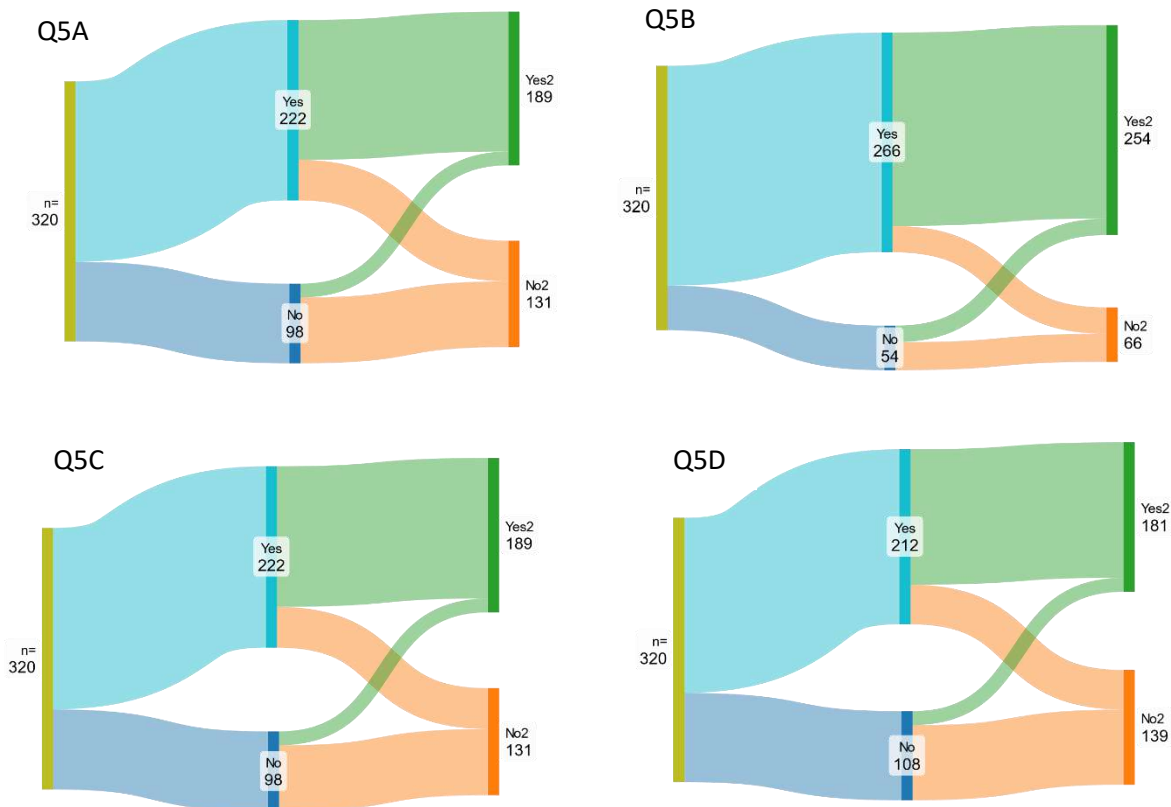 Q5A
Yes
222
Yes2
189
n=
320
No2
131
No
98
Q5B
Yes
266
Yes2
254
n=
320
No2
66
No
54
Q5C
Yes
222
Yes2
189
n=
320
No2
131
No
98
Q5D
Yes
212
Yes2
181
n=
320
No2
139
No
108